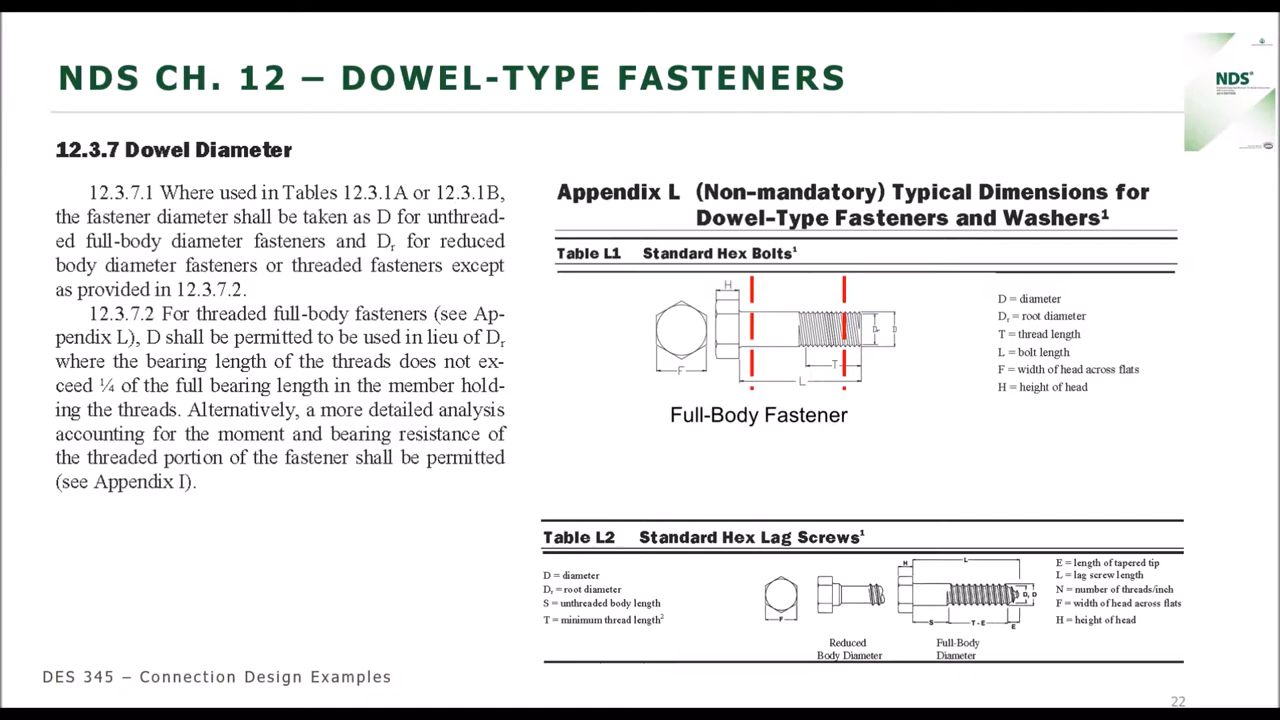 NDS CH. 12 – DOWEL-TYPE FASTENERS
NDS®
12.3.7 Dowel Diameter
12.3.7.1 Where used in Tables 12.3.1A or 12.3.1B,
the fastener diameter shall be taken as D for unthread-
ed full-body diameter fasteners and Dr for reduced
body diameter fasteners or threaded fasteners except
as provided in 12.3.7.2.
12.3.7.2 For threaded full-body fasteners (see Ap-
pendix L), D shall be permitted to be used in lieu of Dr
where the bearing length of the threads does not ex-
ceed ¼ of the full bearing length in the member hold-
ing the threads. Alternatively, a more detailed analysis
accounting for the moment and bearing resistance of
the threaded portion of the fastener shall be permitted
(see Appendix I).
Appendix L (Non-mandatory) Typical Dimensions for
Dowel-Type Fasteners and Washers¹
Table L1 Standard Hex Bolts¹
H
F
T
L
Dr
D
D = diameter
Dr = root diameter
T = thread length
L = bolt length
F = width of head across flats
H = height of head
Full-Body Fastener
Table L2 Standard Hex Lag Screws¹
D = diameter
Dr = root diameter
S = unthreaded body length
T = minimum thread length²
F
H
L
S
T - E
E
Dr
D
Reduced
Body Diameter
Full-Body
Diameter
E = length of tapered tip
L = lag screw length
N = number of threads/inch
F = width of head across flats
H = height of head
DES 345 – Connection Design Examples
22